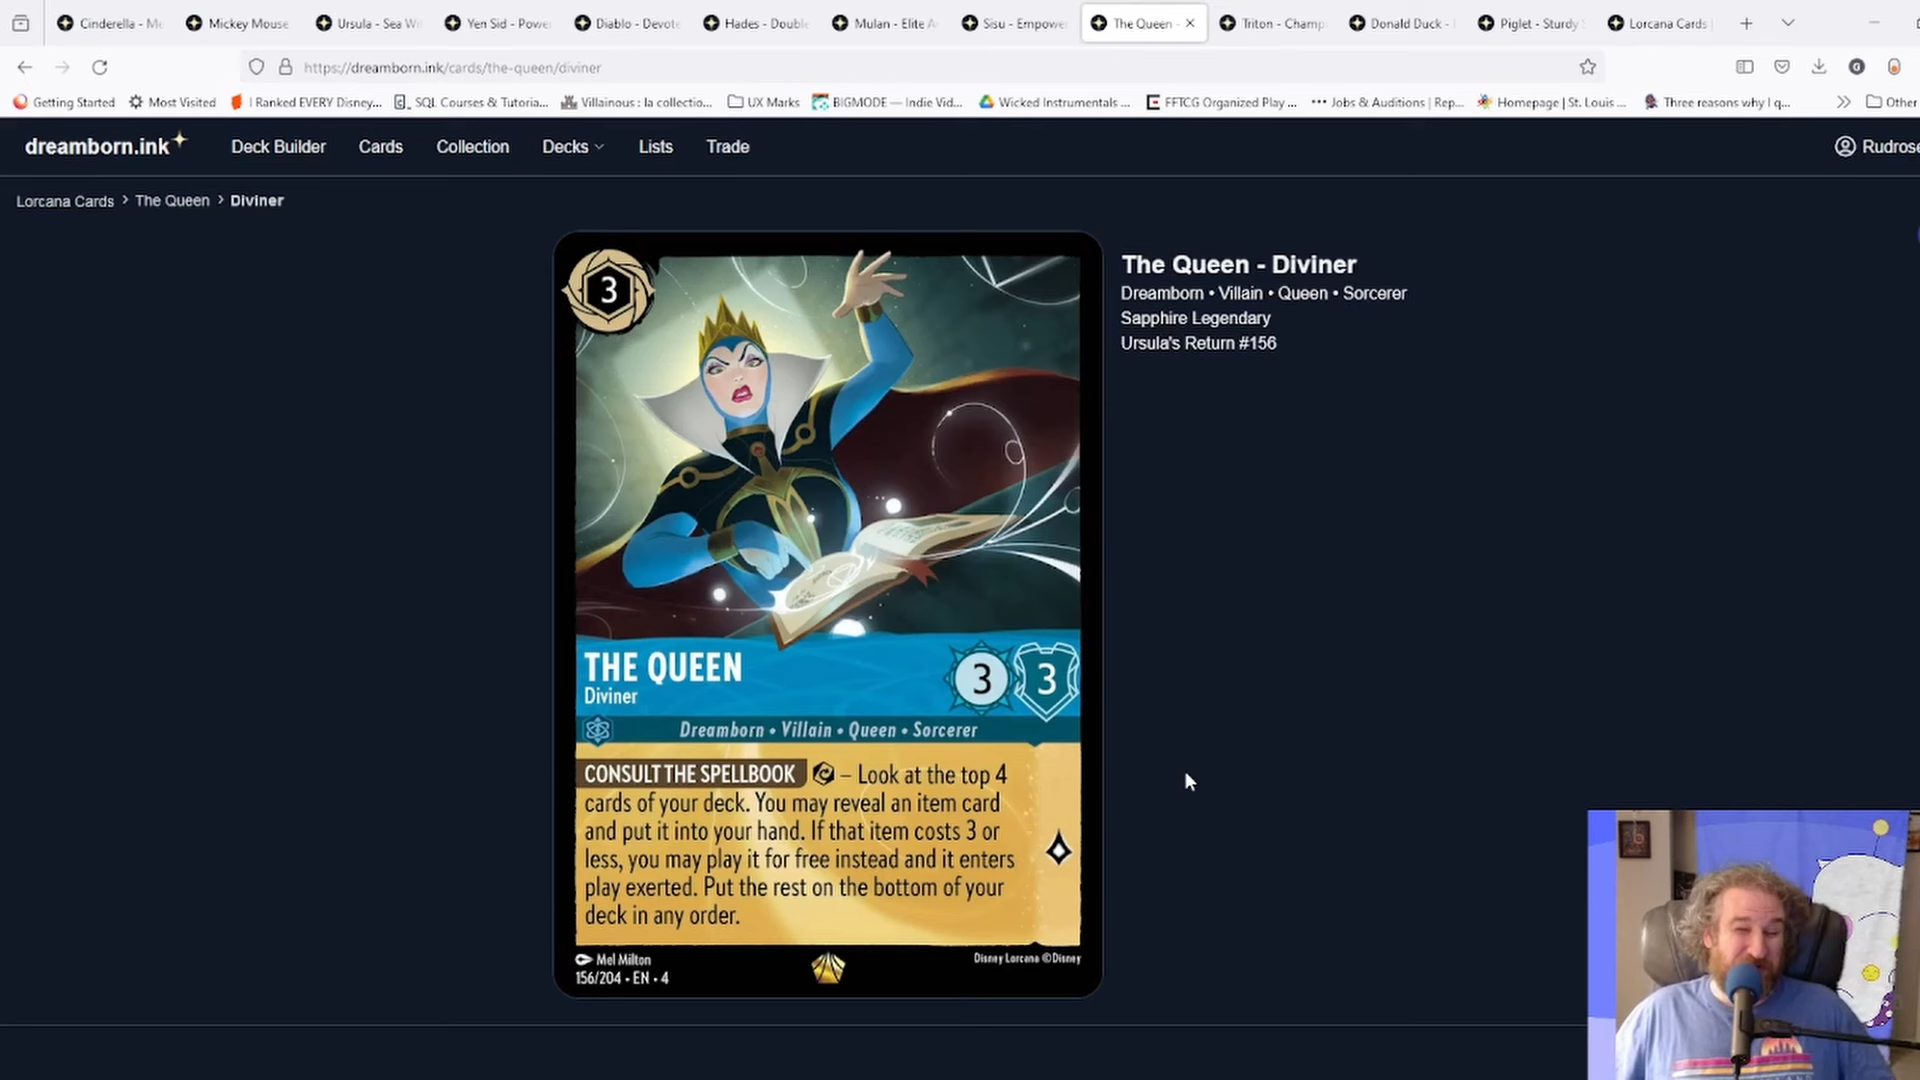 Cinderella - Me
Mickey Mouse
Ursula - Sea Wi
Yen Sid - Powe
Diablo - Devote
Hades - Double
Mulan - Elite A
Sisu - Empowe
The Queen -
Triton - Champ
Donald Duck -
Piglet - Sturdy S
Lorcana Cards |
https://dreamborn.ink/cards/the-queen/diviner
Getting Started
Most Visited
I Ranked EVERY Disney...
SQL Courses & Tutoria...
Villainous : la collectio...
UX Marks
BIGMODE — Indie Vid...
Wicked Instrumentals ...
FFTCG Organized Play ...
Jobs & Auditions | Rep...
Homepage | St. Louis ...
Three reasons why I q...
Other
dreamborn.ink
Deck Builder
Cards
Collection
Decks
Lists
Trade
Rudrose
Lorcana Cards > The Queen > Diviner
3
THE QUEEN
Diviner
3 3
Dreamborn • Villain • Queen • Sorcerer
CONSULT THE SPELLBOOK – Look at the top 4
cards of your deck. You may reveal an item card
and put it into your hand. If that item costs 3 or
less, you may play it for free instead and it enters
play exerted. Put the rest on the bottom of your
deck in any order.
Mel Milton
156/204 • EN • 4
Disney Lorcana ©Disney
The Queen - Diviner
Dreamborn • Villain • Queen • Sorcerer
Sapphire Legendary
Ursula's Return #156